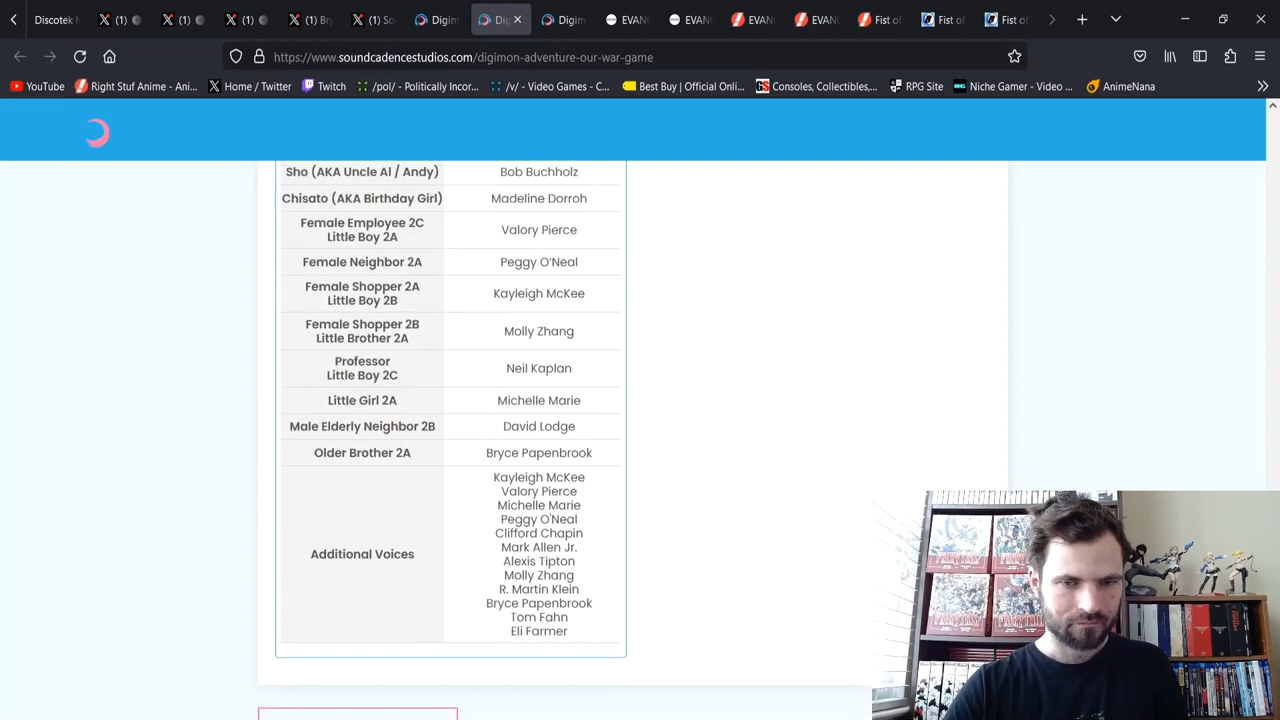 Discotek
(1)
(1)
(1)
(1) Br
(1) So
Digim
Dig
Digim
EVAN
EVAN
EVAN
EVAN
Fist of
Fist of
Fist of
https://www.soundcadencestudios.com/digimon-adventure-our-war-game
YouTube
Right Stuf Anime - Ani...
Home / Twitter
Twitch
/pol/ - Politically Incor...
/v/ - Video Games - C...
Best Buy | Official Onli...
Consoles, Collectibles,...
RPG Site
Niche Gamer - Video ...
AnimeNana
Sho (AKA Uncle Al / Andy)
Bob Buchholz
Chisato (AKA Birthday Girl)
Madeline Dorroh
Female Employee 2C
Little Boy 2A
Valory Pierce
Female Neighbor 2A
Peggy O'Neal
Female Shopper 2A
Little Boy 2B
Kayleigh McKee
Female Shopper 2B
Little Brother 2A
Molly Zhang
Professor
Little Boy 2C
Neil Kaplan
Little Girl 2A
Michelle Marie
Male Elderly Neighbor 2B
David Lodge
Older Brother 2A
Bryce Papenbrook
Additional Voices
Kayleigh McKee
Valory Pierce
Michelle Marie
Peggy O'Neal
Clifford Chapin
Mark Allen Jr.
Alexis Tipton
Molly Zhang
R. Martin Klein
Bryce Papenbrook
Tom Fahn
Eli Farmer